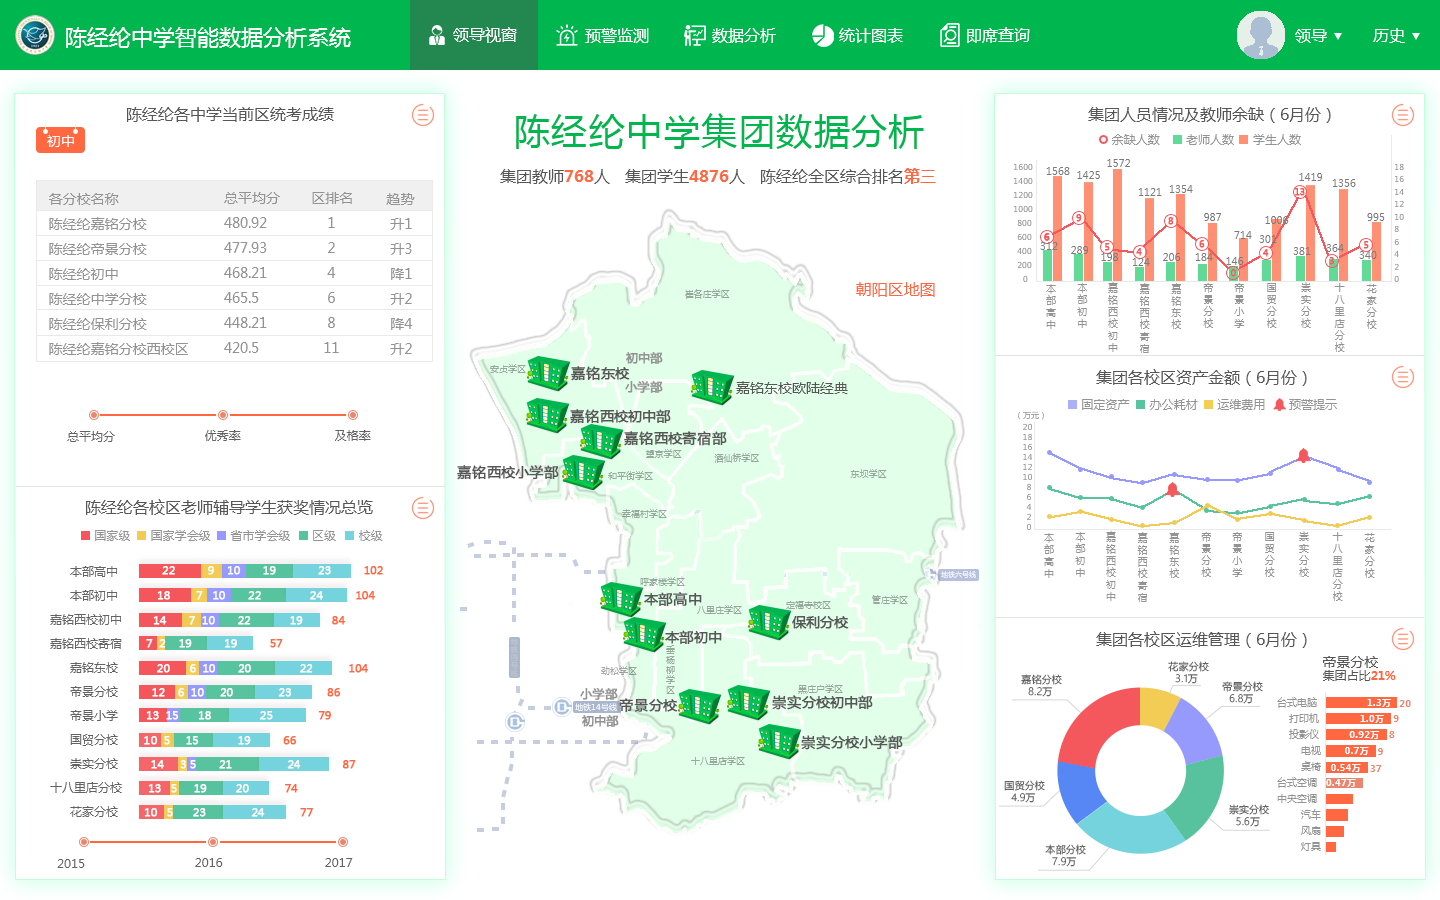 陈经纶中学智能数据分析系统
领导视窗
预警监测
数据分析
统计图表
即席查询
领导
历史
陈经纶各中学当前区统考成绩
初中
各分校名称 总平均分 区排名 趋势
陈经纶嘉铭分校 480.92 1 升1
陈经纶帝景分校 477.93 2 升3
陈经纶初中 468.21 4 降1
陈经纶中学分校 465.5 6 升2
陈经纶保利分校 448.21 8 降4
陈经纶嘉铭分校西校区 420.5 11 升2
总平均分 优秀率 及格率
陈经纶各校区老师辅导学生获奖情况总览
国家级 国家学会级 省市学会级 区级 校级
本部高中 22 9 10 19 23 102
本部初中 18 7 10 22 24 104
嘉铭西校初中 14 7 10 22 19 84
嘉铭西校寄宿 7 2 19 19 57
嘉铭东校 20 6 10 20 22 104
帝景分校 12 6 10 20 23 86
帝景小学 13 15 18 25 79
国贸分校 10 5 15 19 66
崇实分校 14 3 5 21 24 87
十八里店分校 13 5 19 20 74
花家分校 10 5 23 24 77
2015 2016 2017
陈经纶中学集团数据分析
集团教师768人 集团学生4876人 陈经纶全区综合排名第三
朝阳区地图
崔各庄学区
安贞学区
初中部
小学部
嘉铭东校
嘉铭东校欧陆经典
嘉铭西校初中部
嘉铭西校寄宿部
望京学区
酒仙桥学区
嘉铭西校小学部
和平街学区
东坝学区
幸福村学区
地铁六号线
呼家楼学区
本部高中
八里庄学区
定福寺校区
管庄学区
保利分校
本部初中
垂杨柳学区
劲松学区
黑庄户学区
小学部
地铁14号线
初中部
帝景分校
崇实分校初中部
崇实分校小学部
十八里店学区
集团人员情况及教师余缺（6月份）
余缺人数 老师人数 学生人数
1600
1400
1200
1000
800
600
400
200
0
18
16
14
12
10
8
6
4
2
0
1568 1425 1572 1121 1354 987 714 1006 1419 1356 995
6 9 5 4 8 6 0 4 13 3 5
312 289 198 124 206 184 146 301 381 364 340
本部高中 本部初中 嘉铭西校初中 嘉铭西校寄宿 嘉铭东校 帝景分校 帝景小学 国贸分校 崇实分校 十八里店分校 花家分校
集团各校区资产金额（6月份）
固定资产 办公耗材 运维费用 预警提示
（万元）
20
18
16
14
12
10
8
6
4
2
0
本部高中 本部初中 嘉铭西校初中 嘉铭西校寄宿 嘉铭东校 帝景分校 帝景小学 国贸分校 崇实分校 十八里店分校 花家分校
集团各校区运维管理（6月份）
花家分校
3.1万
嘉铭分校
8.2万
帝景分校
6.8万
国贸分校
4.9万
崇实分校
5.6万
本部分校
7.9万
帝景分校
集团占比21%
台式电脑 1.3万 20
打印机 1.0万 9
投影仪 0.92万 8
电视 0.7万 9
桌椅 0.54万 37
台式空调 0.47万
中央空调
汽车
风扇
灯具